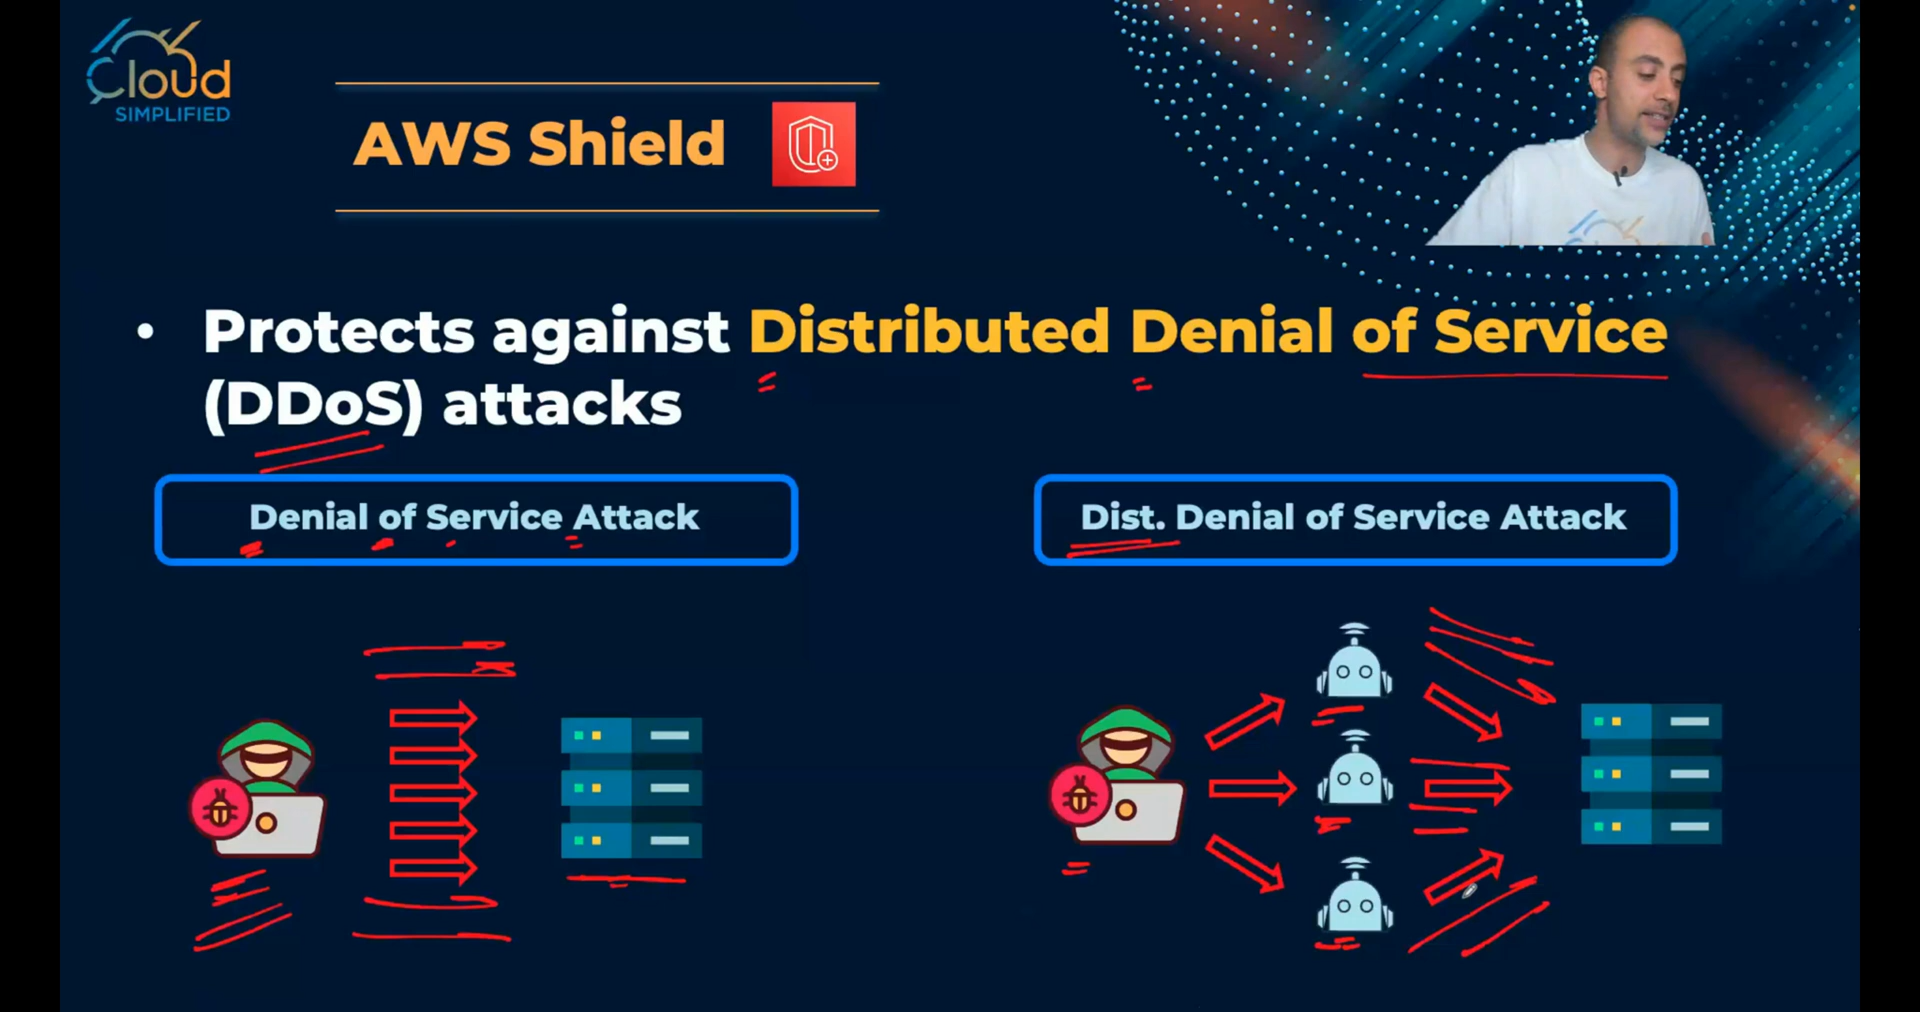 Cloud
SIMPLIFIED
AWS Shield
• Protects against Distributed Denial of Service
(DDoS) attacks
Denial of Service Attack
Dist. Denial of Service Attack